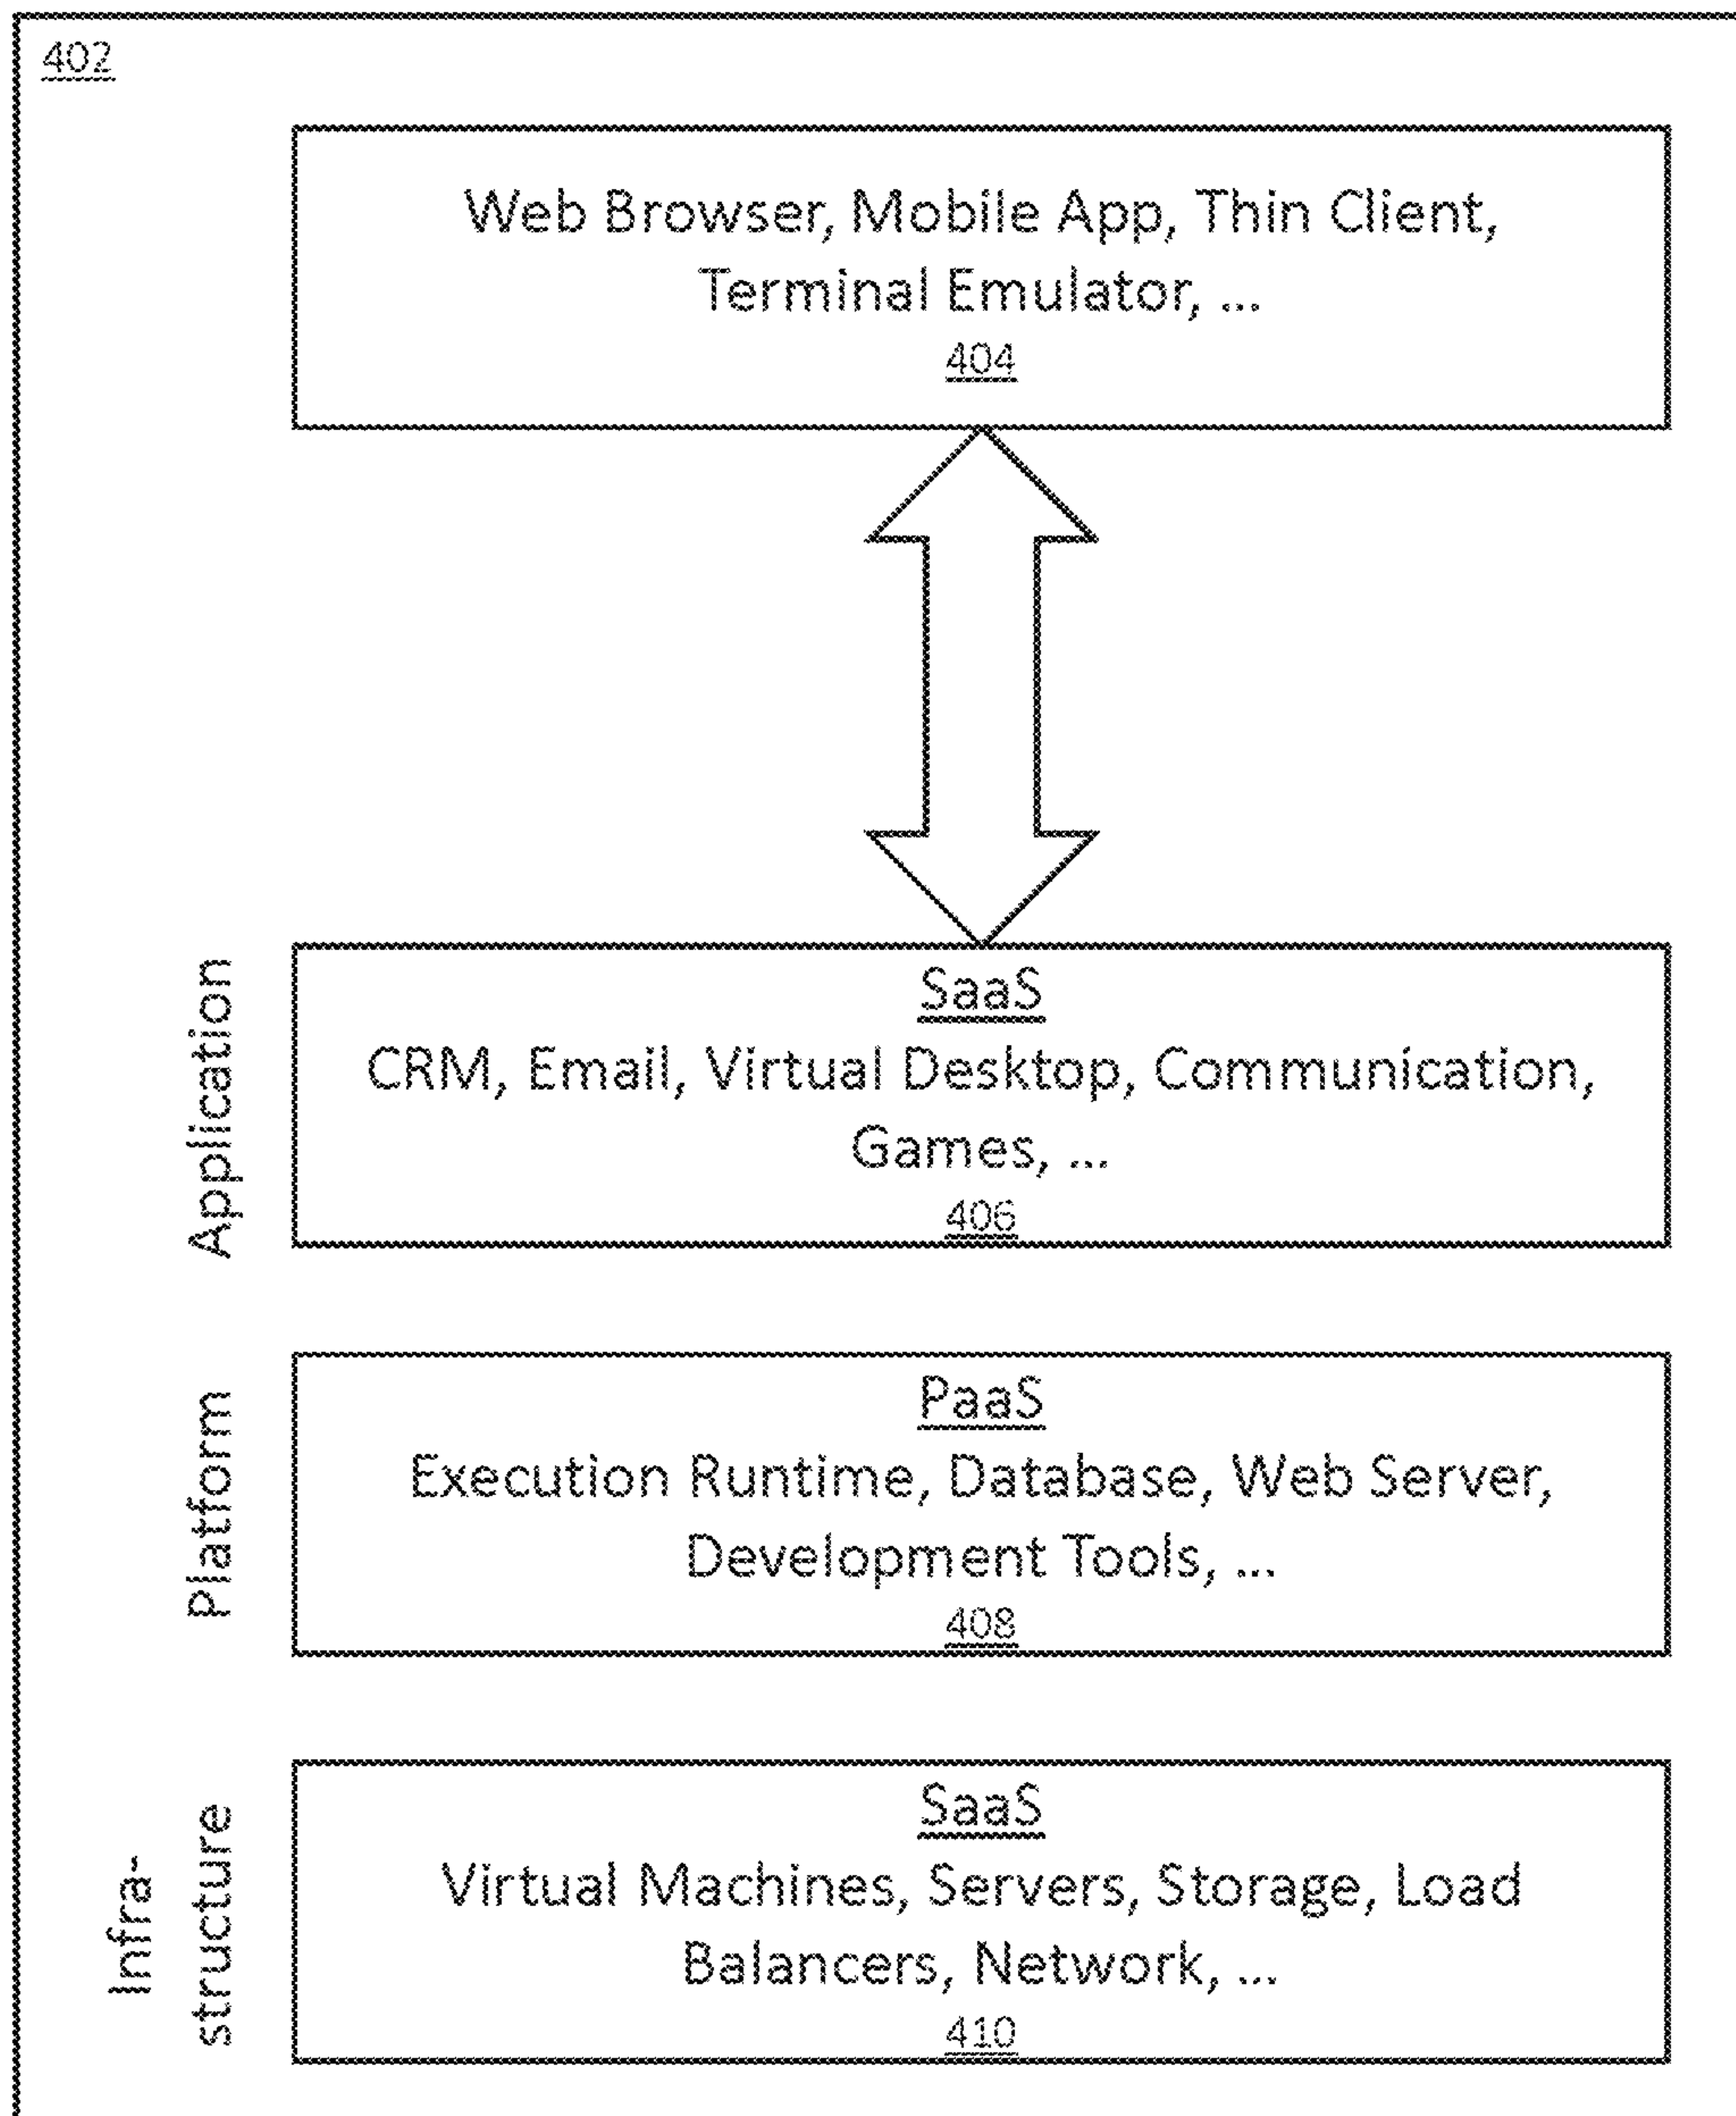 402
Web Browser, Mobile App, Thin Client,
Terminal Emulator, ...
404
Application
SaaS
CRM, Email, Virtual Desktop, Communication,
Games, ...
406
Platform
PaaS
Execution Runtime, Database, Web Server,
Development Tools, ...
408
Infra-
structure
SaaS
Virtual Machines, Servers, Storage, Load
Balancers, Network, ...
410